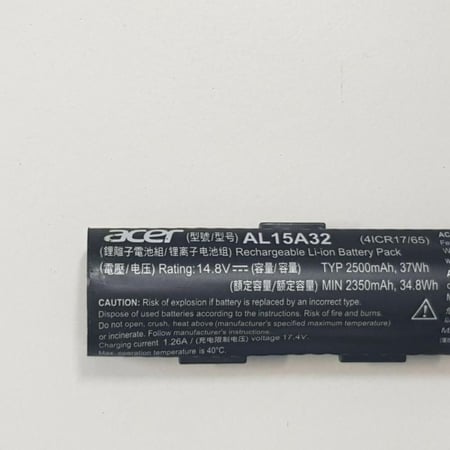 acer (型號/型号) AL15A32 (4ICR17/65)
(鋰離子電池組/锂离子电池组) Rechargeable Li-ion Battery Pack
(電壓/电压) Rating: 14.8V⎓ (容量/容量) TYP 2500mAh, 37Wh
(額定容量/额定容量) MIN 2350mAh, 34.8Wh
CAUTION: Risk of explosion if battery is replaced by an incorrect type.
Dispose of used batteries according to the instructions. Risk of fire and burns.
Do not open, crush, heat above (manufacturer's specified maximum temperature)
or incinerate. Follow manufacturer's instructions.
Charging current 1.26A / (充电限制电压) voltage 17.4V.
Max. operation temperature is 40°C.